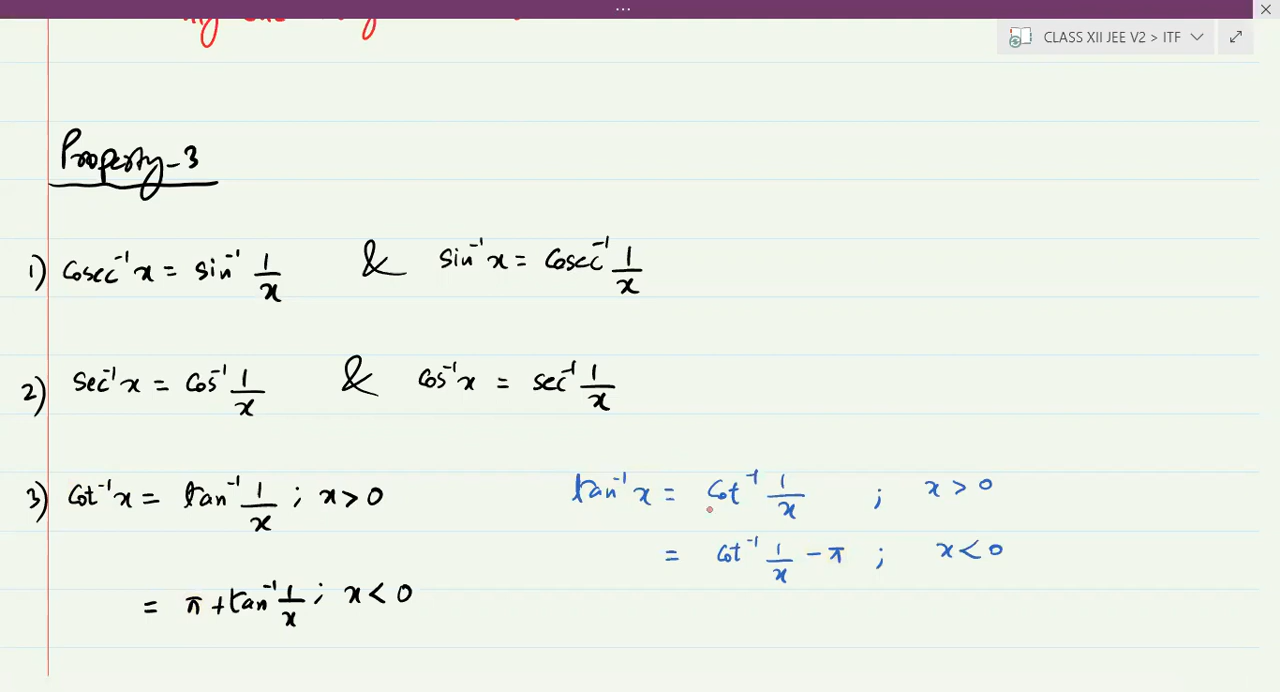 CLASS XII JEE V2 > ITF
Property-3
1) Cosec⁻¹x = sin⁻¹ 1/x & sin⁻¹x = Cosec⁻¹ 1/x
2) Sec⁻¹x = Cos⁻¹ 1/x & Cos⁻¹x = sec⁻¹ 1/x
3) Cot⁻¹x = tan⁻¹ 1/x ; x > 0 tan⁻¹x = Cot⁻¹ 1/x ; x > 0
= Cot⁻¹ 1/x - π ; x < 0
= π + tan⁻¹ 1/x ; x < 0